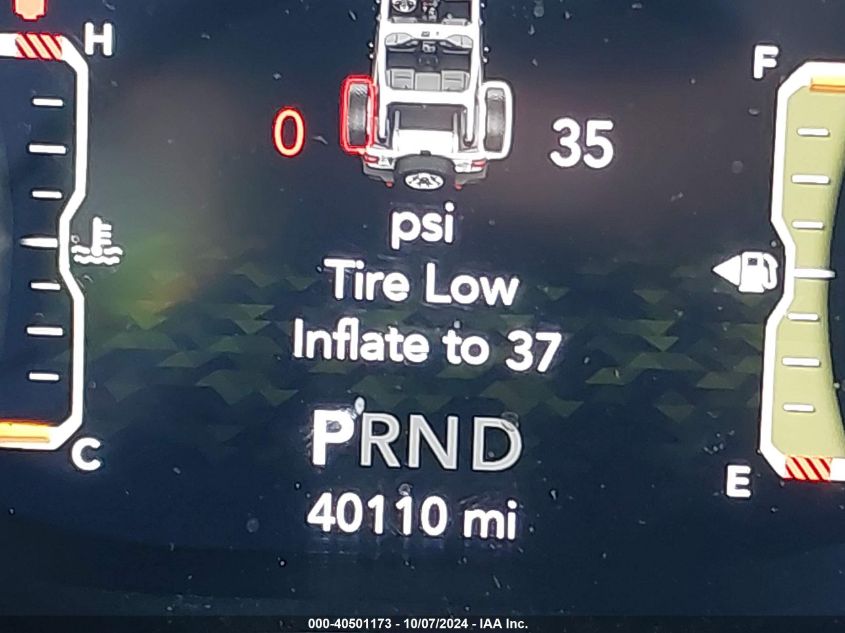 H
F
0
35
psi
Tire Low
Inflate to 37
PRND
C
E
40110 mi
000-40501173 - 10/07/2024 - IAA Inc.